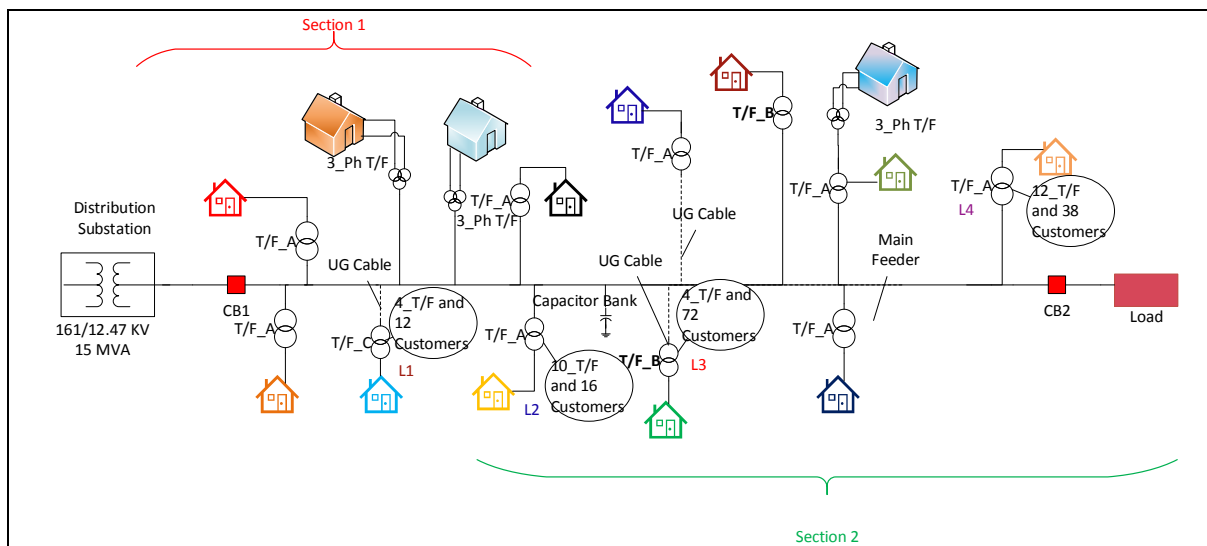 Section 1
3_Ph T/F
T/F_A
3_Ph T/F
T/F_A
T/F_B
3_Ph T/F
T/F_A
T/F_A
L4
12_T/F
and 38
Customers
Distribution
Substation
T/F_A
UG Cable
UG Cable
UG Cable
Main
Feeder
161/12.47 KV
15 MVA
CB1
T/F_A
T/F_C
4_T/F and
12
Customers
L1
Capacitor Bank
T/F_A
L2
10_T/F
and 16
Customers
4_T/F and
72
Customers
T/F_B
L3
T/F_A
CB2
Load
Section 2